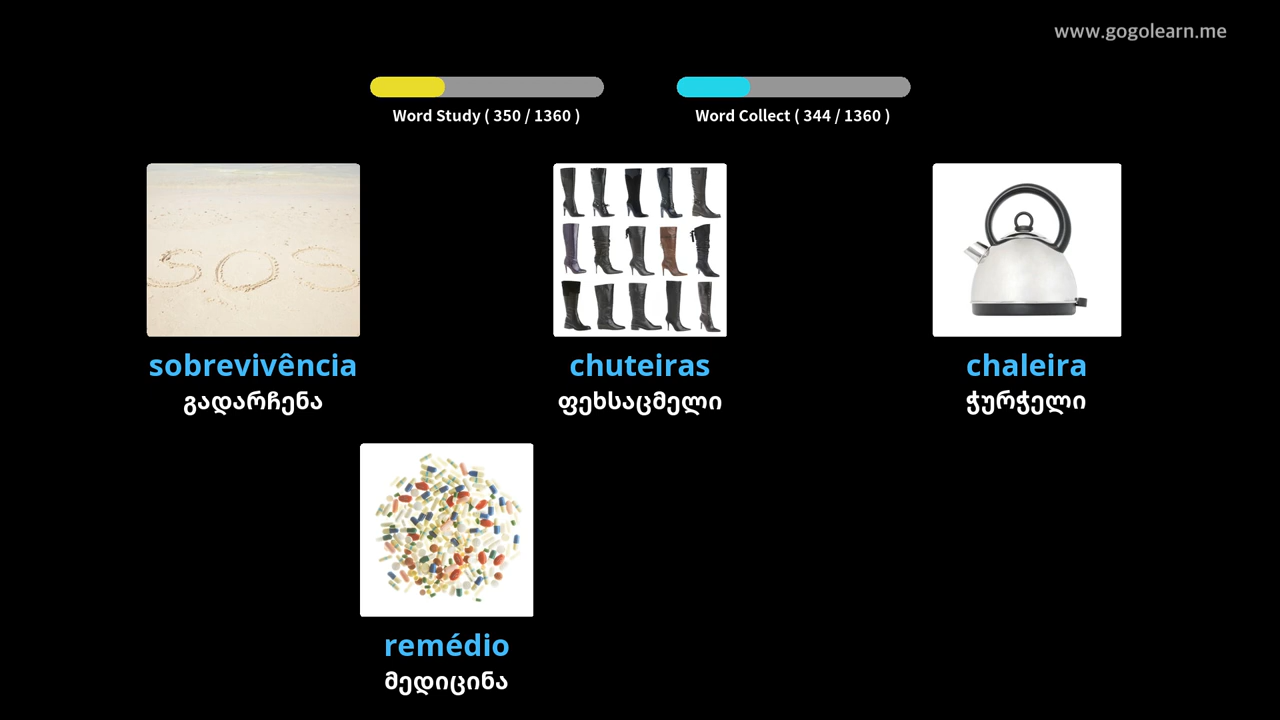 www.gogolearn.me
Word Study ( 350 / 1360 )
Word Collect ( 344 / 1360 )
SOS
sobrevivência
გადარჩენა
chuteiras
ფეხსაცმელი
chaleira
ჭურჭელი
remédio
მედიცინა